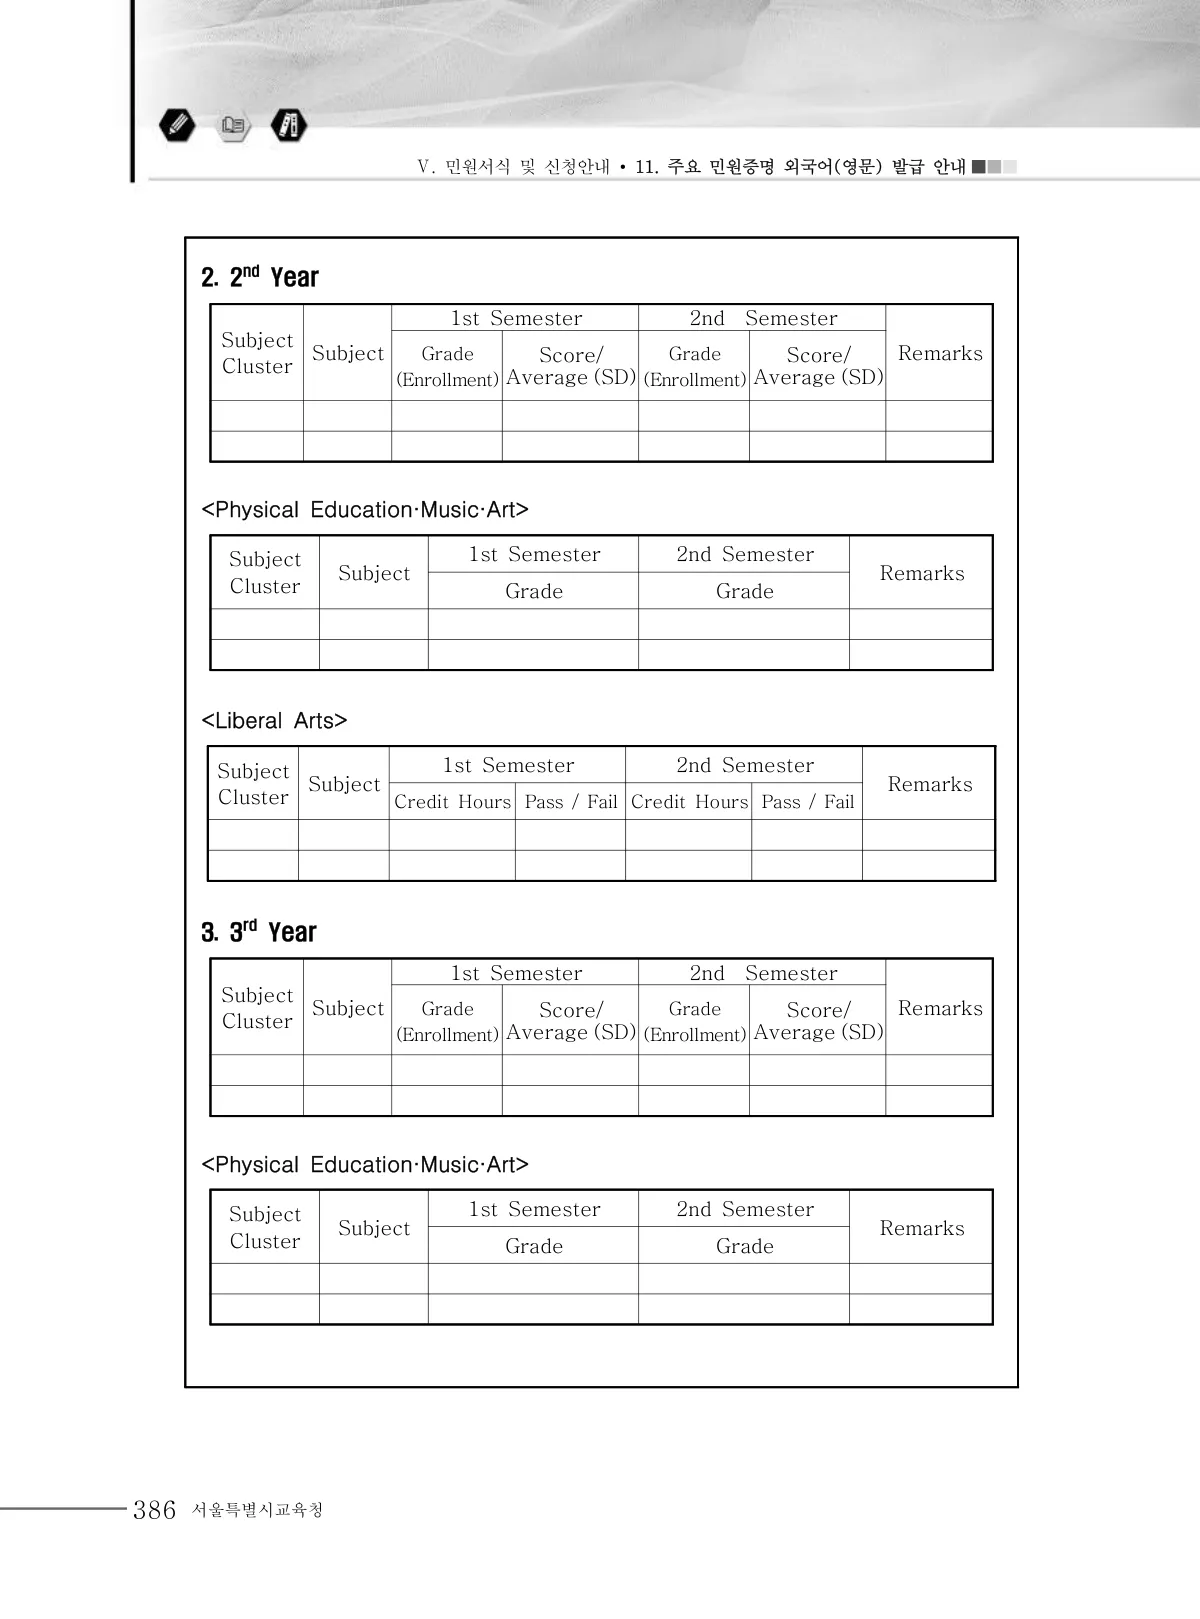 Ⅴ. 민원서식 및 신청안내 • 11. 주요 민원증명 외국어(영문) 발급 안내
2. 2nd Year
Subject Cluster Subject 1st Semester 2nd Semester Remarks
Grade (Enrollment) Score/ Average (SD) Grade (Enrollment) Score/ Average (SD)
<Physical Education·Music·Art>
Subject Cluster Subject 1st Semester 2nd Semester Remarks
Grade Grade
<Liberal Arts>
Subject Cluster Subject 1st Semester 2nd Semester Remarks
Credit Hours Pass / Fail Credit Hours Pass / Fail
3. 3rd Year
Subject Cluster Subject 1st Semester 2nd Semester Remarks
Grade (Enrollment) Score/ Average (SD) Grade (Enrollment) Score/ Average (SD)
<Physical Education·Music·Art>
Subject Cluster Subject 1st Semester 2nd Semester Remarks
Grade Grade
386 서울특별시교육청